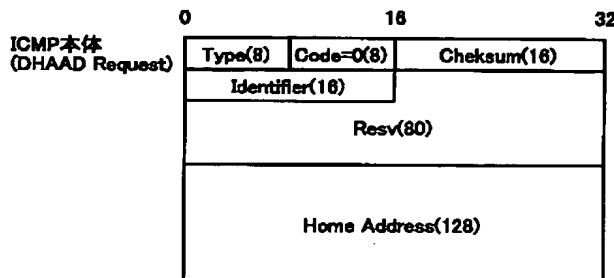 0 16 32
ICMP本体
(DHAAD Request)
Type(8) Code=0(8) Cheksum(16)
Identifier(16)
Resv(80)
Home Address(128)